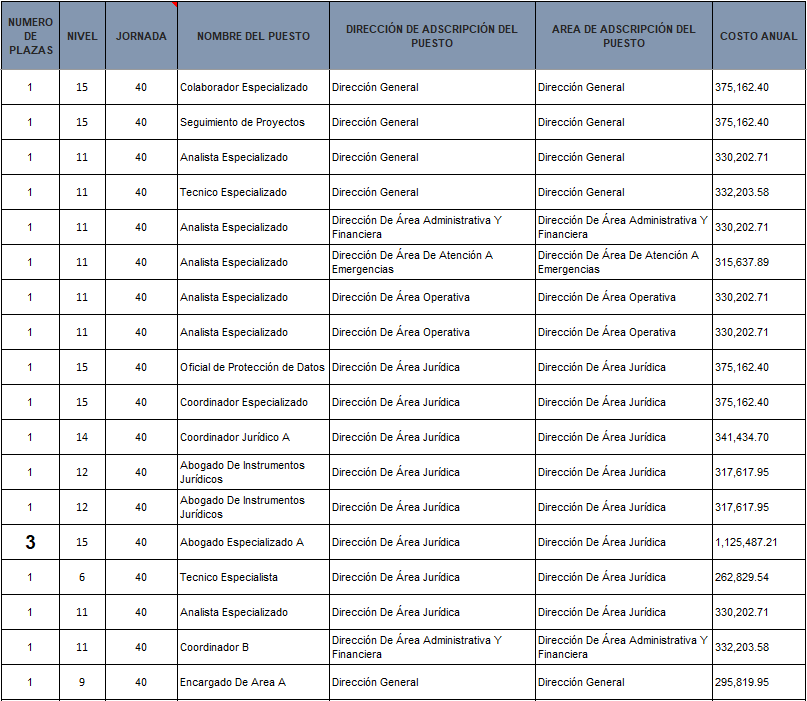 NUMERO DE PLAZAS NIVEL JORNADA NOMBRE DEL PUESTO DIRECCIÓN DE ADSCRIPCIÓN DEL PUESTO AREA DE ADSCRIPCIÓN DEL PUESTO COSTO ANUAL
1 15 40 Colaborador Especializado Dirección General Dirección General 375,162.40
1 15 40 Seguimiento de Proyectos Dirección General Dirección General 375,162.40
1 11 40 Analista Especializado Dirección General Dirección General 330,202.71
1 11 40 Tecnico Especializado Dirección General Dirección General 332,203.58
1 11 40 Analista Especializado Dirección De Área Administrativa Y Financiera Dirección De Área Administrativa Y Financiera 330,202.71
1 11 40 Analista Especializado Dirección De Área De Atención A Emergencias Dirección De Área De Atención A Emergencias 315,637.89
1 11 40 Analista Especializado Dirección De Área Operativa Dirección De Área Operativa 330,202.71
1 11 40 Analista Especializado Dirección De Área Operativa Dirección De Área Operativa 330,202.71
1 15 40 Oficial de Protección de Datos Dirección De Área Jurídica Dirección De Área Jurídica 375,162.40
1 15 40 Coordinador Especializado Dirección De Área Jurídica Dirección De Área Jurídica 375,162.40
1 14 40 Coordinador Jurídico A Dirección De Área Jurídica Dirección De Área Jurídica 341,434.70
1 12 40 Abogado De Instrumentos Jurídicos Dirección De Área Jurídica Dirección De Área Jurídica 317,617.95
1 12 40 Abogado De Instrumentos Jurídicos Dirección De Área Jurídica Dirección De Área Jurídica 317,617.95
3 15 40 Abogado Especializado A Dirección De Área Jurídica Dirección De Área Jurídica 1,125,487.21
1 6 40 Tecnico Especialista Dirección De Área Jurídica Dirección De Área Jurídica 262,829.54
1 11 40 Analista Especializado Dirección De Área Jurídica Dirección De Área Jurídica 330,202.71
1 11 40 Coordinador B Dirección De Área Administrativa Y Financiera Dirección De Área Administrativa Y Financiera 332,203.58
1 9 40 Encargado De Area A Dirección General Dirección General 295,819.95